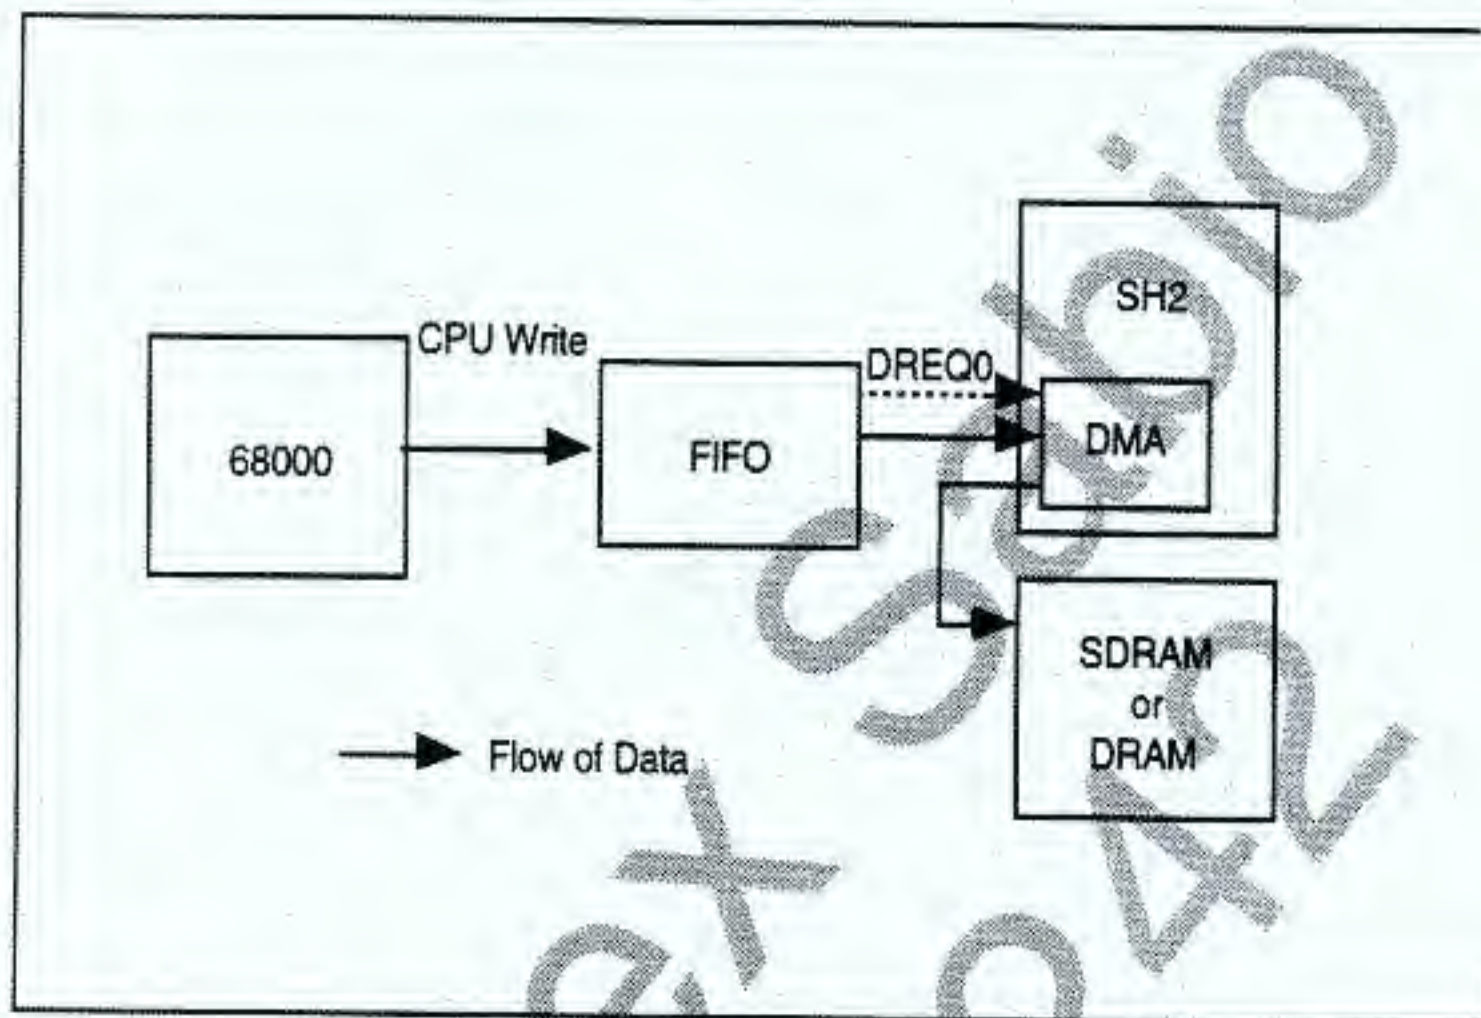 CPU Write
68000
FIFO
DREQ0
SH2
DMA
SDRAM
or
DRAM
Flow of Data